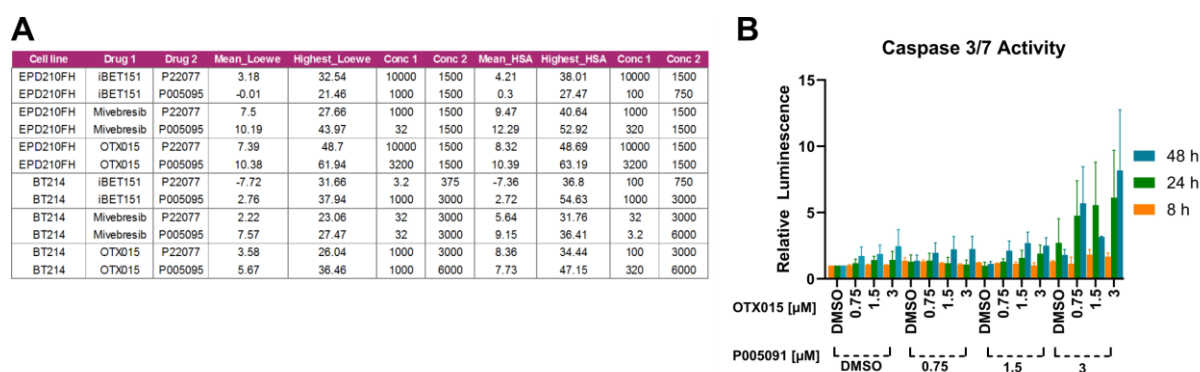 A
Cell line Drug 1 Drug 2 Mean_Loewe Highest_Loewe Conc 1 Conc 2 Mean_HSA Highest_HSA Conc 1 Conc 2
EPD210FH iBET151 P22077 3.18 32.54 10000 1500 4.21 38.01 10000 1500
EPD210FH iBET151 P005095 -0.01 21.46 1000 1500 0.3 27.47 100 750
EPD210FH Mivebresib P22077 7.5 27.66 1000 1500 9.47 40.64 1000 1500
EPD210FH Mivebresib P005095 10.19 43.97 32 1500 12.29 52.92 320 1500
EPD210FH OTX015 P22077 7.39 48.7 10000 1500 8.32 48.69 10000 1500
EPD210FH OTX015 P005095 10.38 61.94 3200 1500 10.39 63.19 3200 1500
BT214 iBET151 P22077 -7.72 31.66 3.2 375 -7.36 36.8 100 750
BT214 iBET151 P005095 2.76 37.94 1000 3000 2.72 54.63 1000 3000
BT214 Mivebresib P22077 2.22 23.06 32 3000 5.64 31.76 32 3000
BT214 Mivebresib P005095 7.57 27.47 32 3000 9.15 36.41 3.2 6000
BT214 OTX015 P22077 3.58 26.04 1000 3000 8.36 34.44 100 3000
BT214 OTX015 P005095 5.67 36.46 1000 6000 7.73 47.15 320 6000
B
Caspase 3/7 Activity
Relative Luminescence
15
10
5
0
48 h
24 h
8 h
OTX015 [µM]
DMSO 0.75 1.5 3 DMSO 0.75 1.5 3 DMSO 0.75 1.5 3 DMSO 0.75 1.5 3
P005091 [µM]
DMSO 0.75 1.5 3